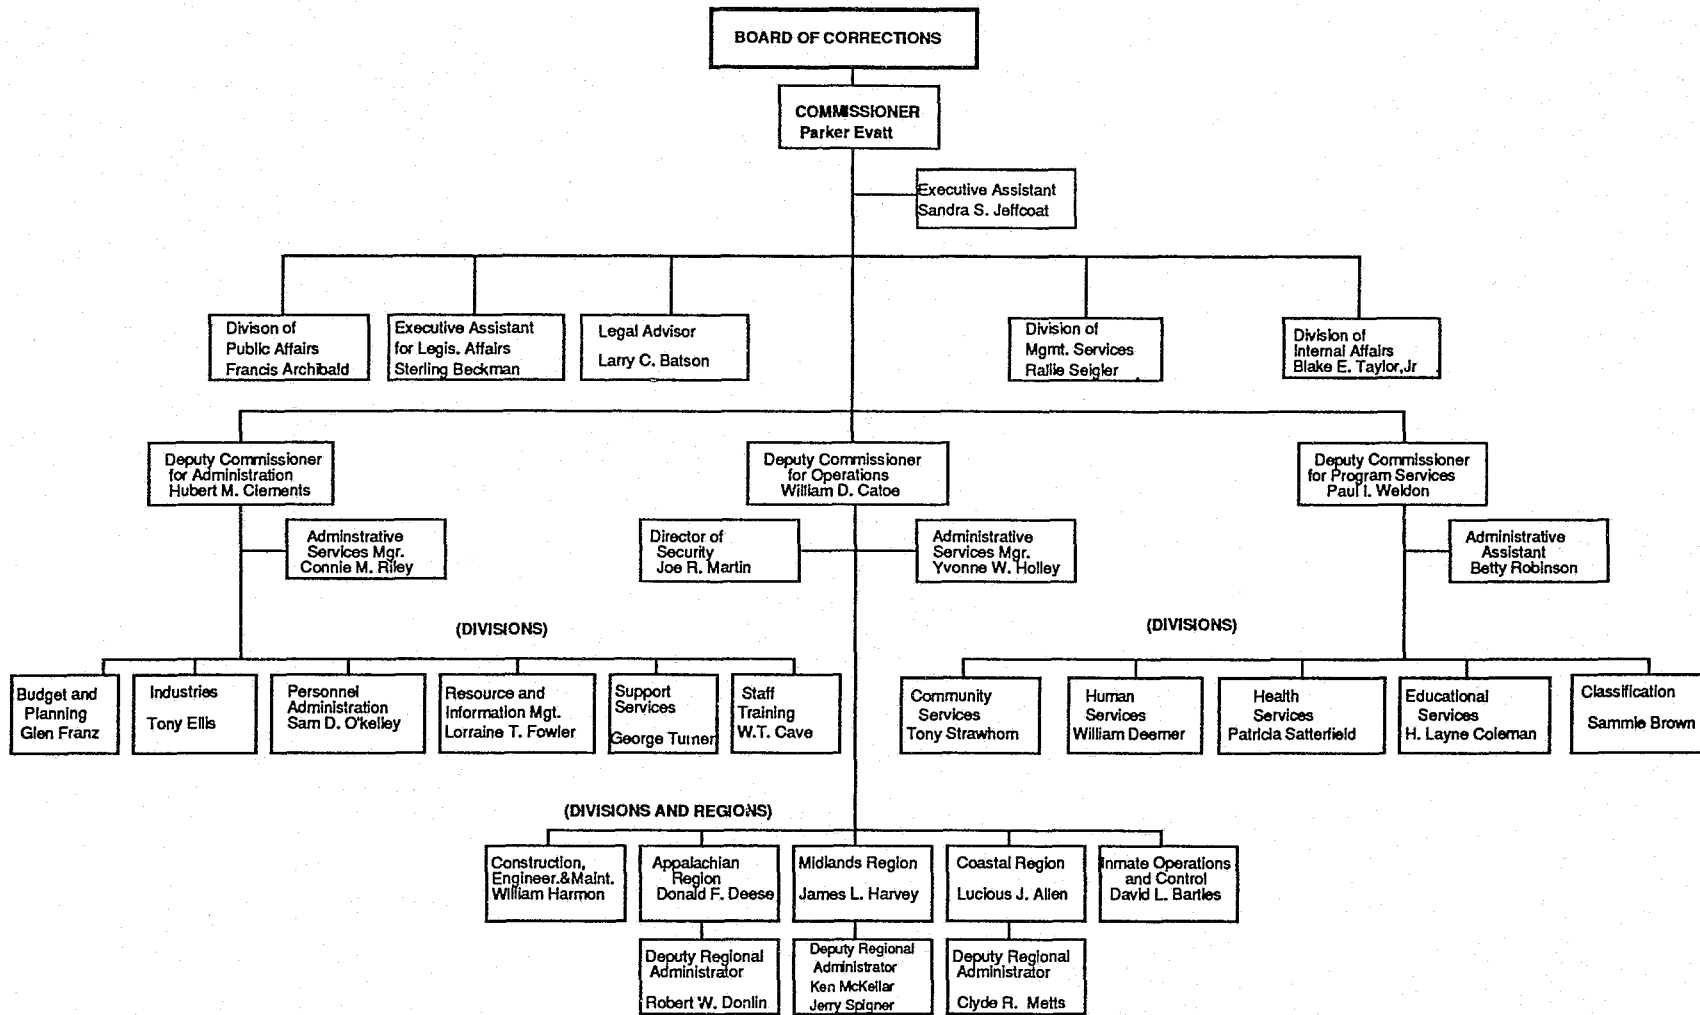 BOARD OF CORRECTIONS
COMMISSIONER
Parker Evatt
Executive Assistant
Sandra S. Jeffcoat
Divison of
Public Affairs
Francis Archibald
Executive Assistant
for Legis. Affairs
Sterling Beckman
Legal Advisor
Larry C. Batson
Division of
Mgmt. Services
Rallie Seigler
Division of
Internal Affairs
Blake E. Taylor,Jr
Deputy Commissioner
for Administration
Hubert M. Clements
Deputy Commissioner
for Operations
William D. Catoe
Deputy Commissioner
for Program Services
Paul I. Weldon
Adminstrative
Services Mgr.
Connie M. Riley
Director of
Security
Joe R. Martin
Administrative
Services Mgr.
Yvonne W. Holley
Administrative
Assistant
Betty Robinson
(DIVISIONS)
(DIVISIONS)
Budget and
Planning
Glen Franz
Industries
Tony Ellis
Personnel
Administration
Sam D. O'kelley
Resource and
Information Mgt.
Lorraine T. Fowler
Support
Services
George Turner
Staff
Training
W.T. Cave
Community
Services
Tony Strawhorn
Human
Services
William Deemer
Health
Services
Patricia Satterfield
Educational
Services
H. Layne Coleman
Classification
Sammie Brown
(DIVISIONS AND REGIONS)
Construction,
Engineer.&Maint.
William Harmon
Appalachian
Region
Donald F. Deese
Midlands Region
James L. Harvey
Coastal Region
Lucious J. Allen
Inmate Operations
and Control
David L. Bartles
Deputy Regional
Administrator
Robert W. Donlin
Deputy Regional
Administrator
Ken McKellar
Jerry Spigner
Deputy Regional
Administrator
Clyde R. Metts